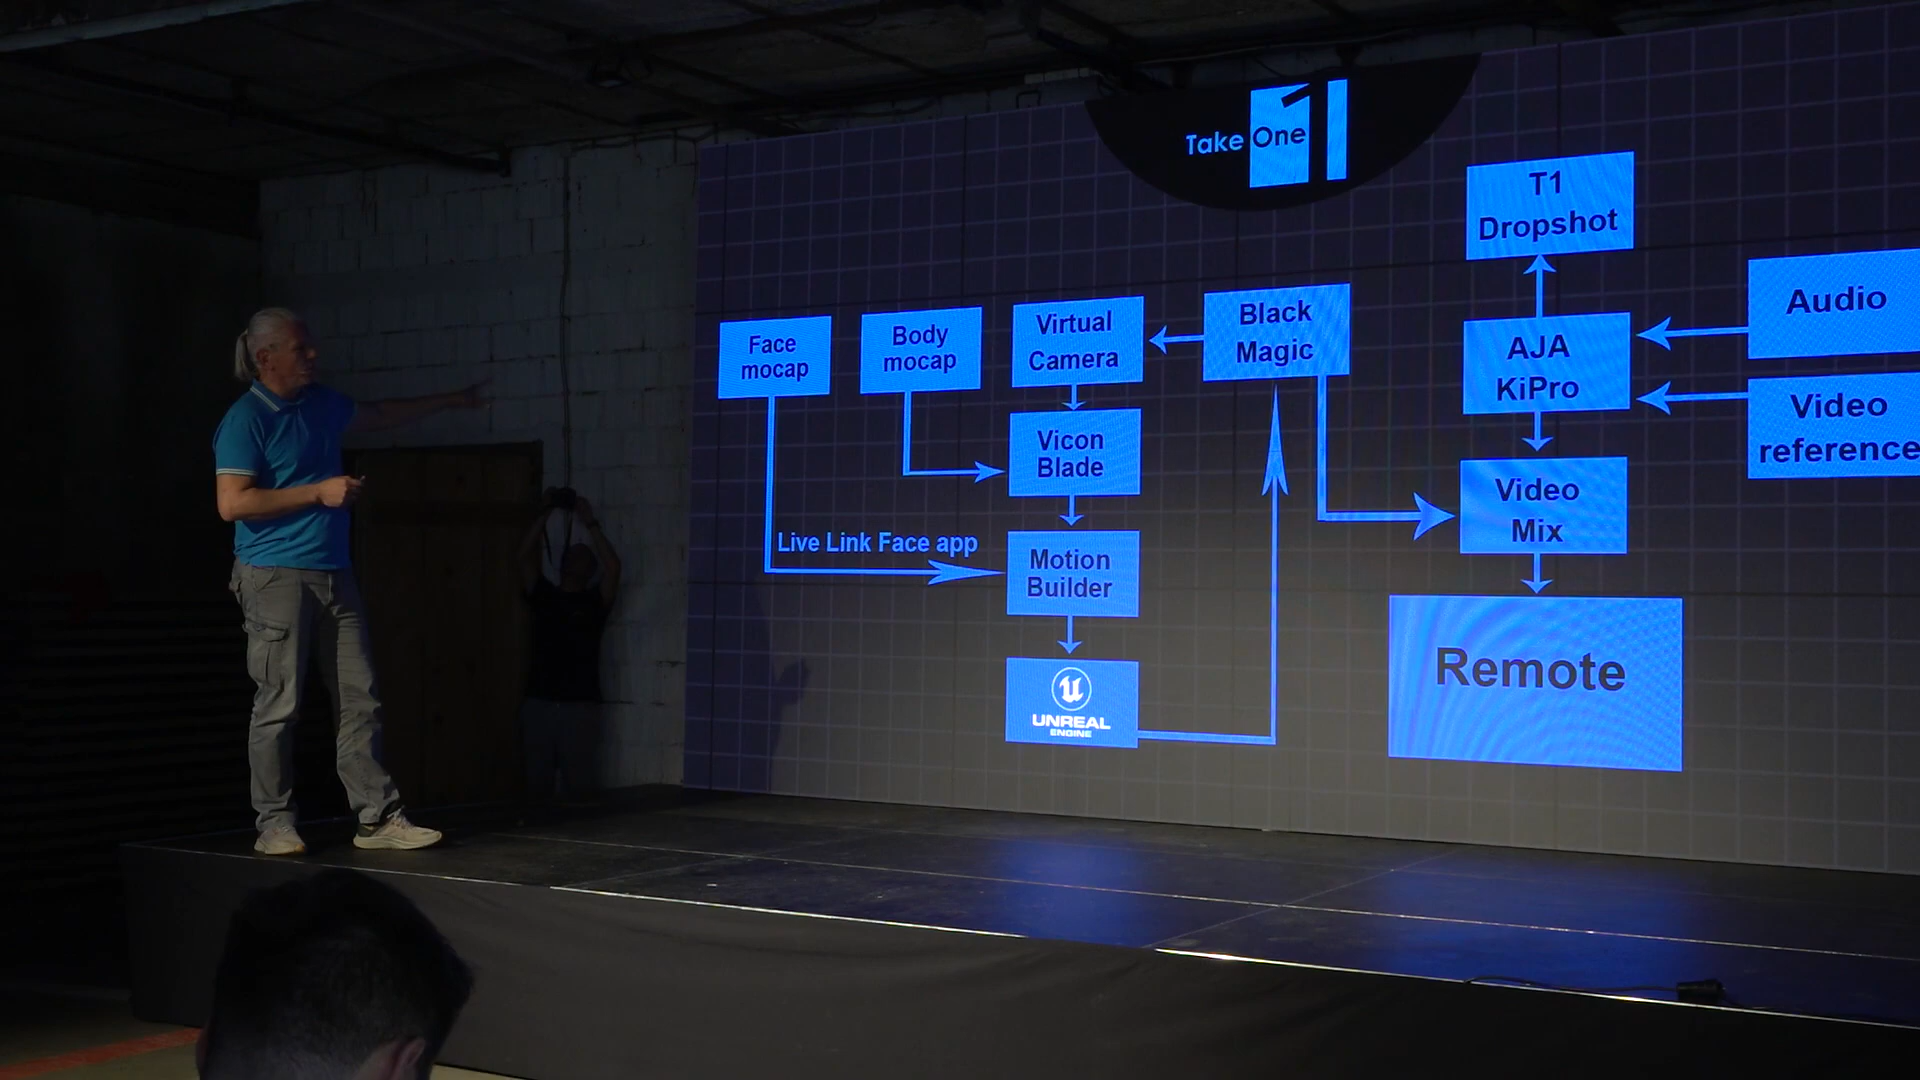 Take One 1
T1
Dropshot
Face
mocap
Body
mocap
Virtual
Camera
Black
Magic
AJA
KiPro
Audio
Video
reference
Vicon
Blade
Video
Mix
Live Link Face app
Motion
Builder
Remote
UNREAL
ENGINE